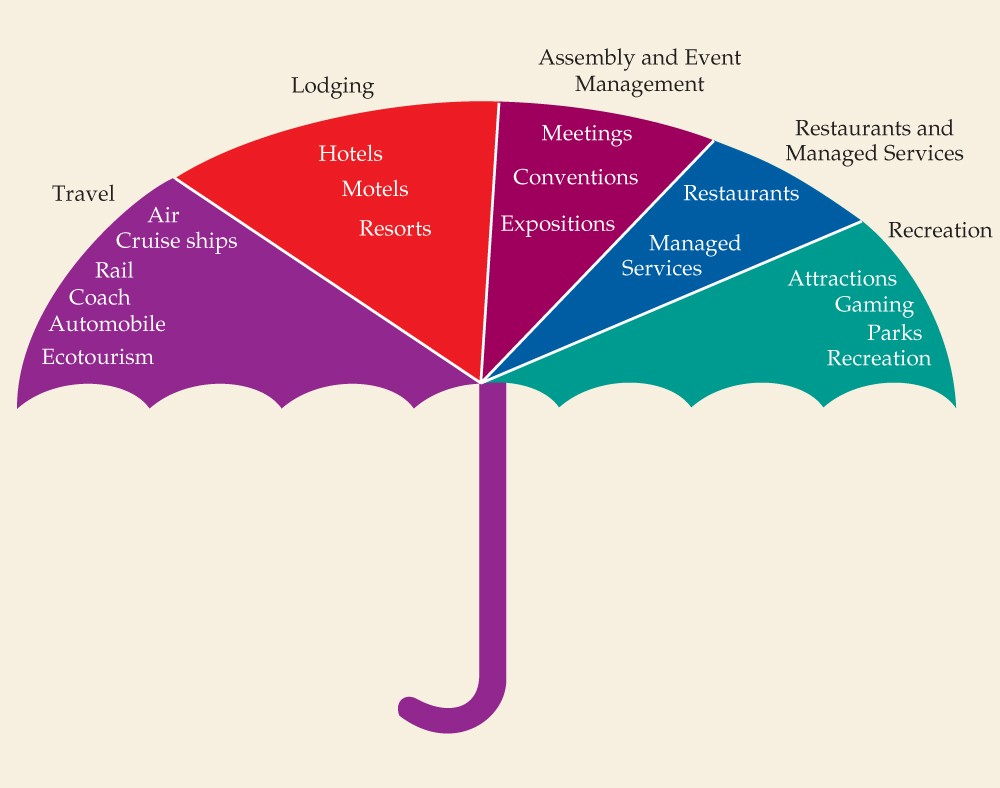 Assembly and Event
Management
Lodging
Restaurants and
Managed Services
Travel
Recreation
Air
Cruise ships
Rail
Coach
Automobile
Ecotourism
Hotels
Motels
Resorts
Meetings
Conventions
Expositions
Restaurants
Managed
Services
Attractions
Gaming
Parks
Recreation